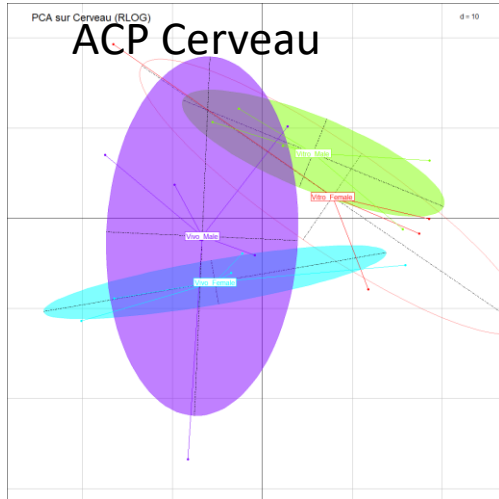 PCA sur Cerveau (RLOG)
d = 10
ACP Cerveau
Vitro_Male
Vitro_Female
Vivo_Male
Vivo_Female